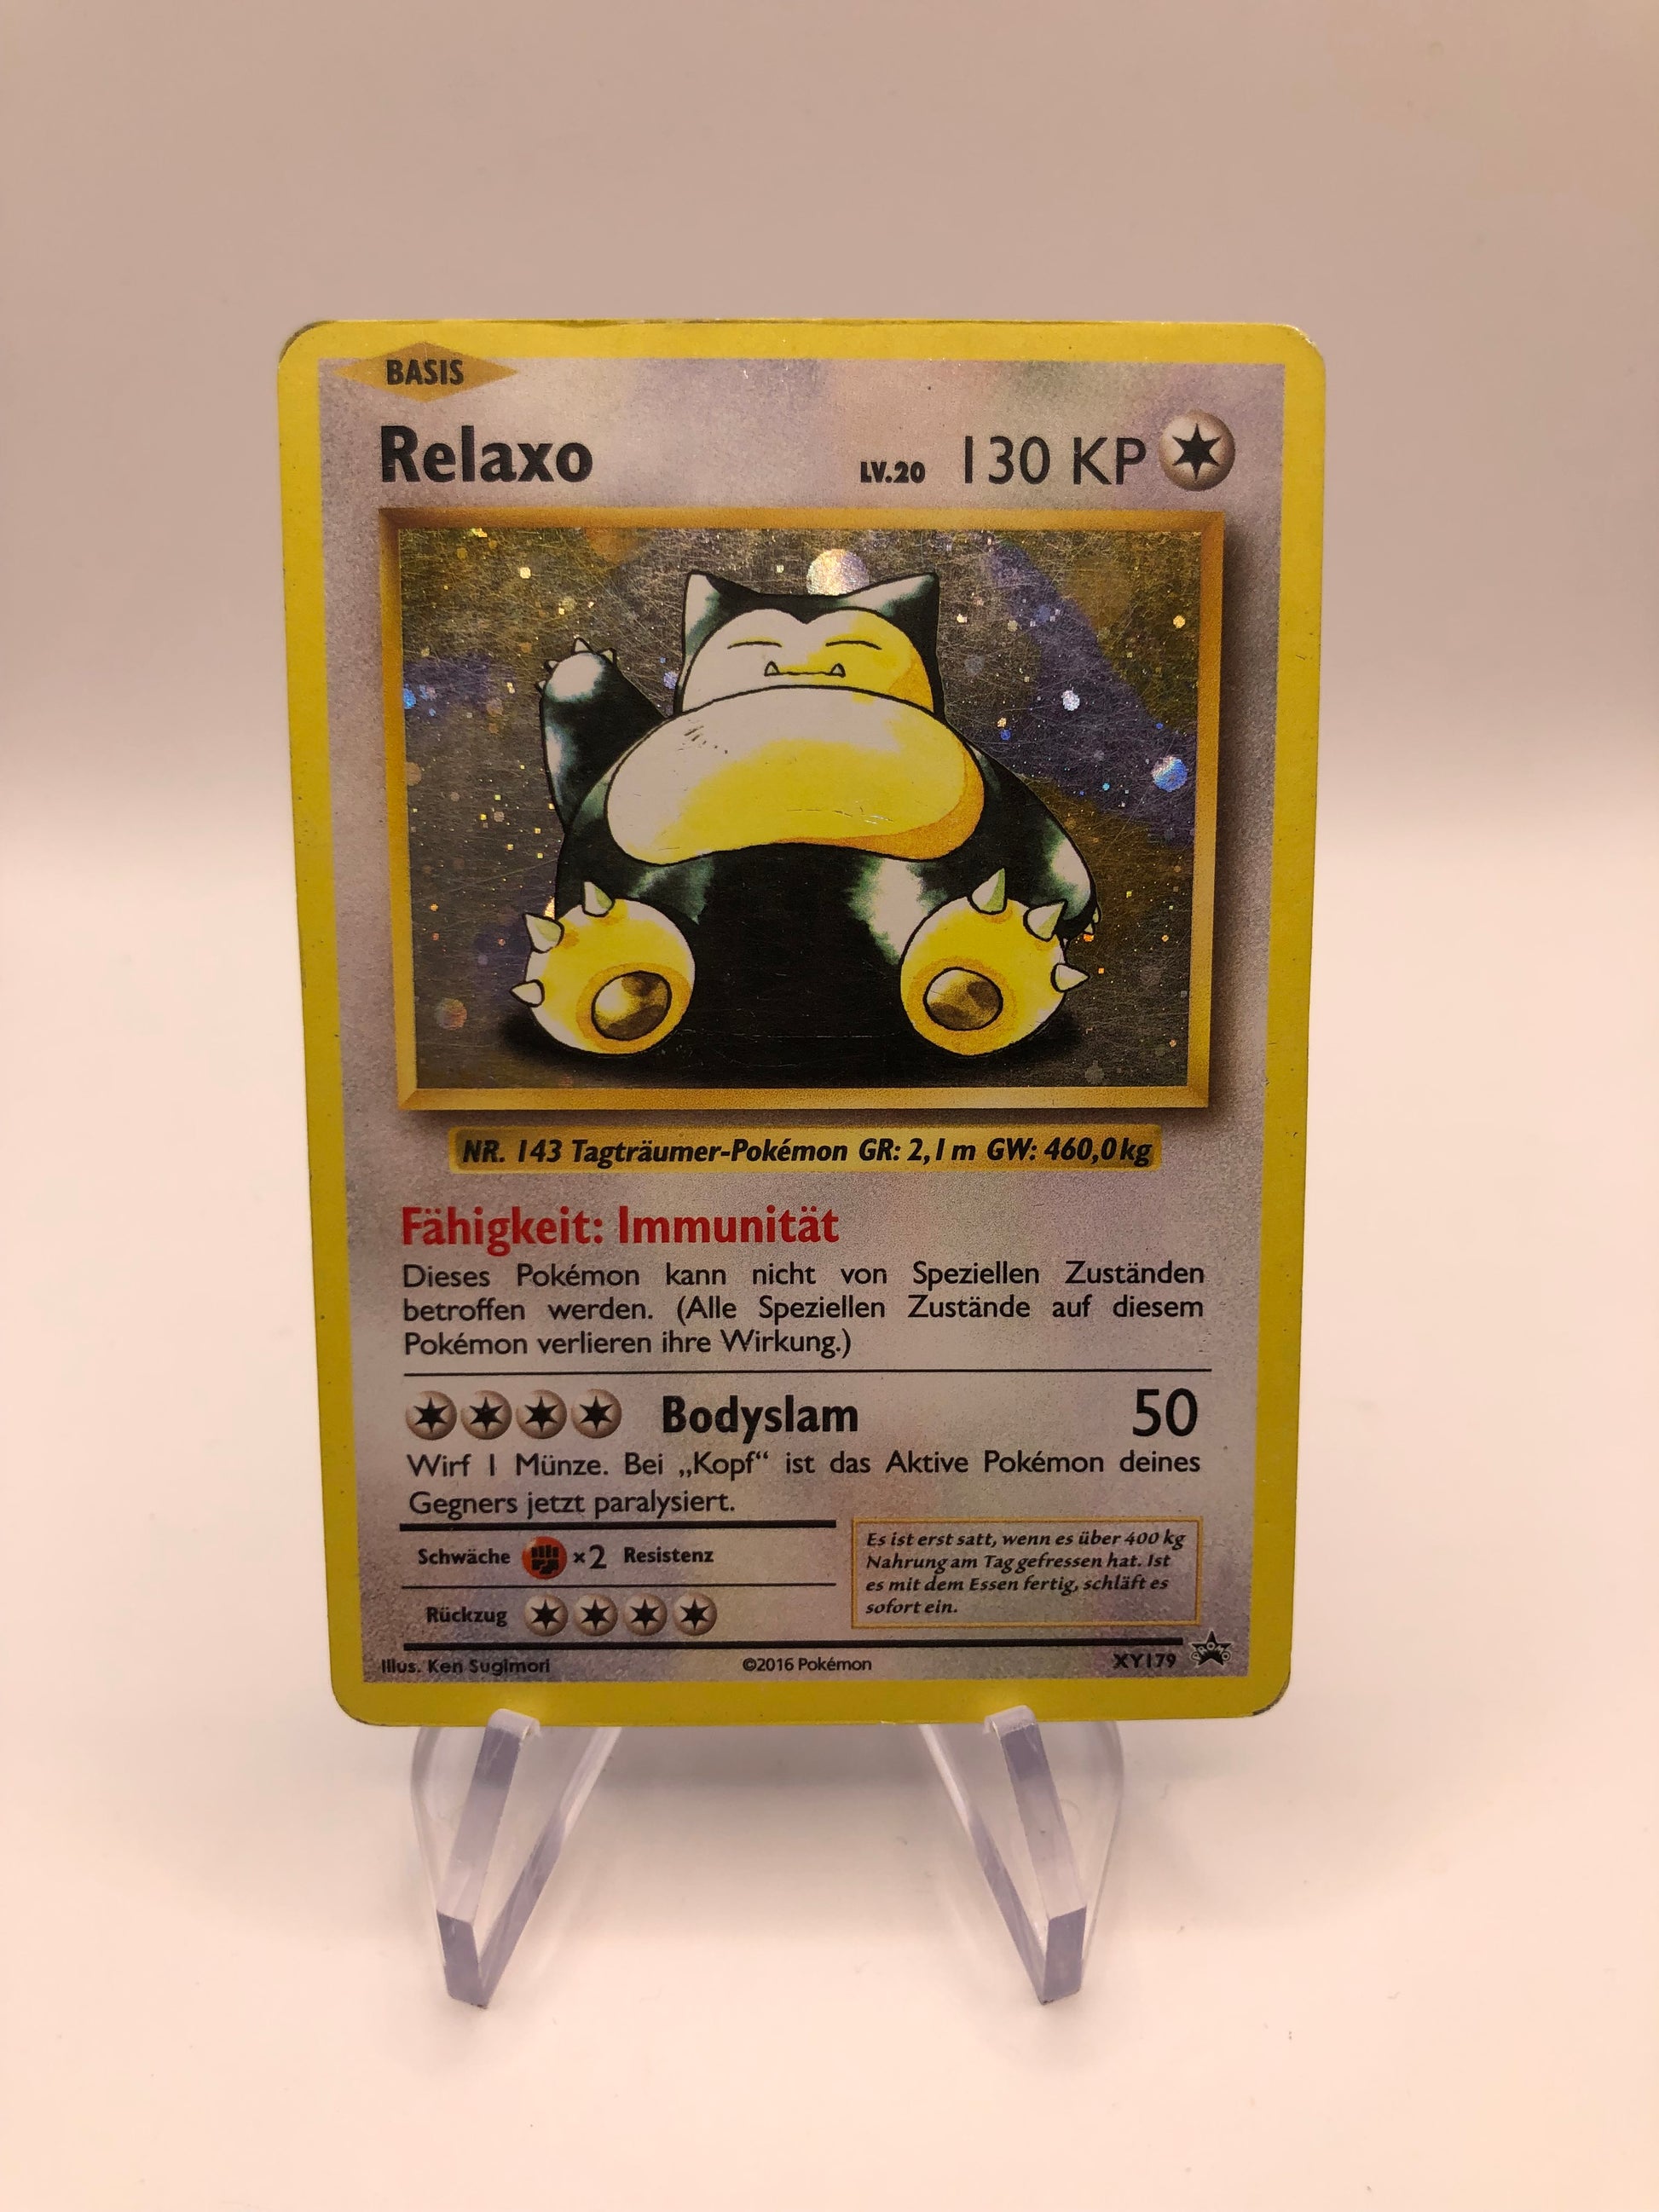 BASIS
Relaxo LV.20 130 KP
NR. 143 Tagträumer-Pokémon GR: 2,1 m GW: 460,0 kg
Fähigkeit: Immunität
Dieses Pokémon kann nicht von Speziellen Zuständen
betroffen werden. (Alle Speziellen Zustände auf diesem
Pokémon verlieren ihre Wirkung.)
Bodyslam 50
Wirf 1 Münze. Bei „Kopf“ ist das Aktive Pokémon deines
Gegners jetzt paralysiert.
Schwäche ×2 Resistenz
Rückzug
Es ist erst satt, wenn es über 400 kg
Nahrung am Tag gefressen hat. Ist
es mit dem Essen fertig, schläft es
sofort ein.
Illus. Ken Sugimori ©2016 Pokémon XY179 PROMO